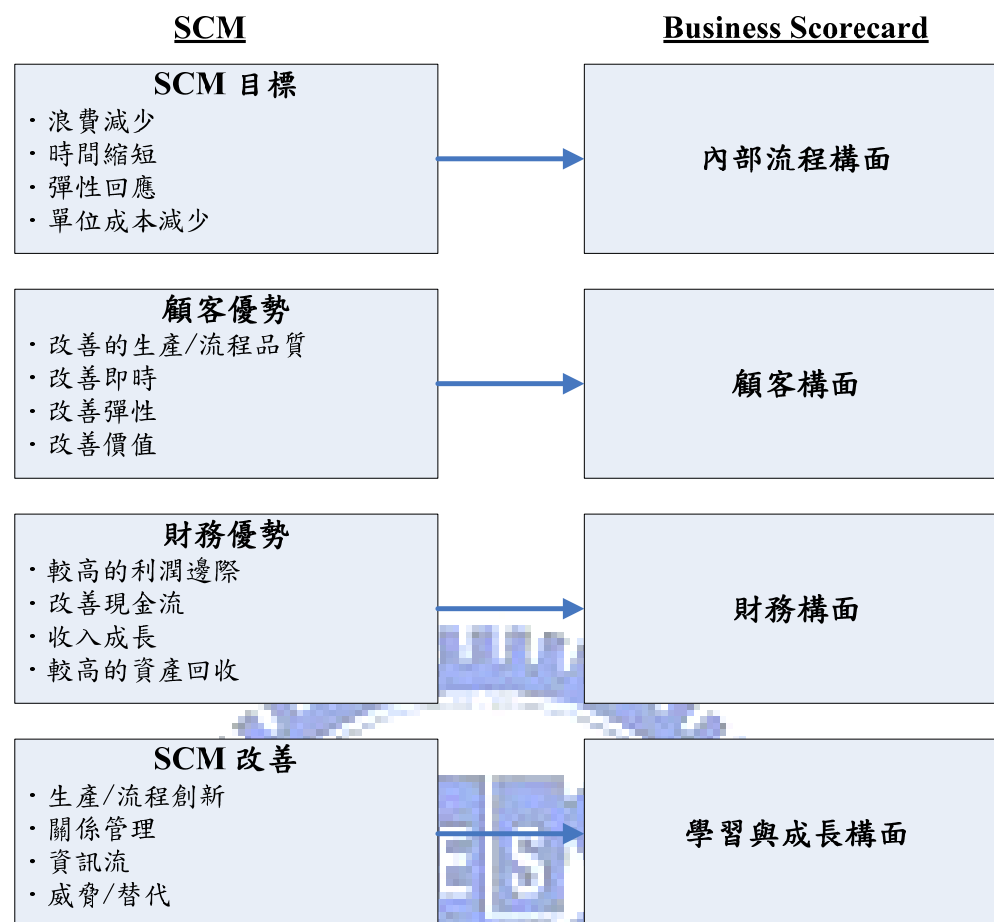 SCM
Business Scorecard
SCM 目標
·浪費減少
·時間縮短
·彈性回應
·單位成本減少
內部流程構面
顧客優勢
·改善的生產/流程品質
·改善即時
·改善彈性
·改善價值
顧客構面
財務優勢
·較高的利潤邊際
·改善現金流
·收入成長
·較高的資產回收
財務構面
SCM 改善
·生產/流程創新
·關係管理
·資訊流
·威脅/替代
學習與成長構面
E S